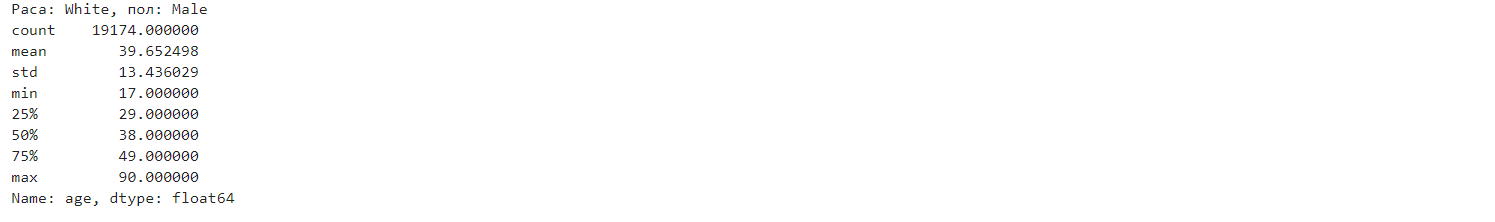 Раса: White, пол: Male
count    19174.000000
mean        39.652498
std         13.436029
min         17.000000
25%         29.000000
50%         38.000000
75%         49.000000
max         90.000000
Name: age, dtype: float64